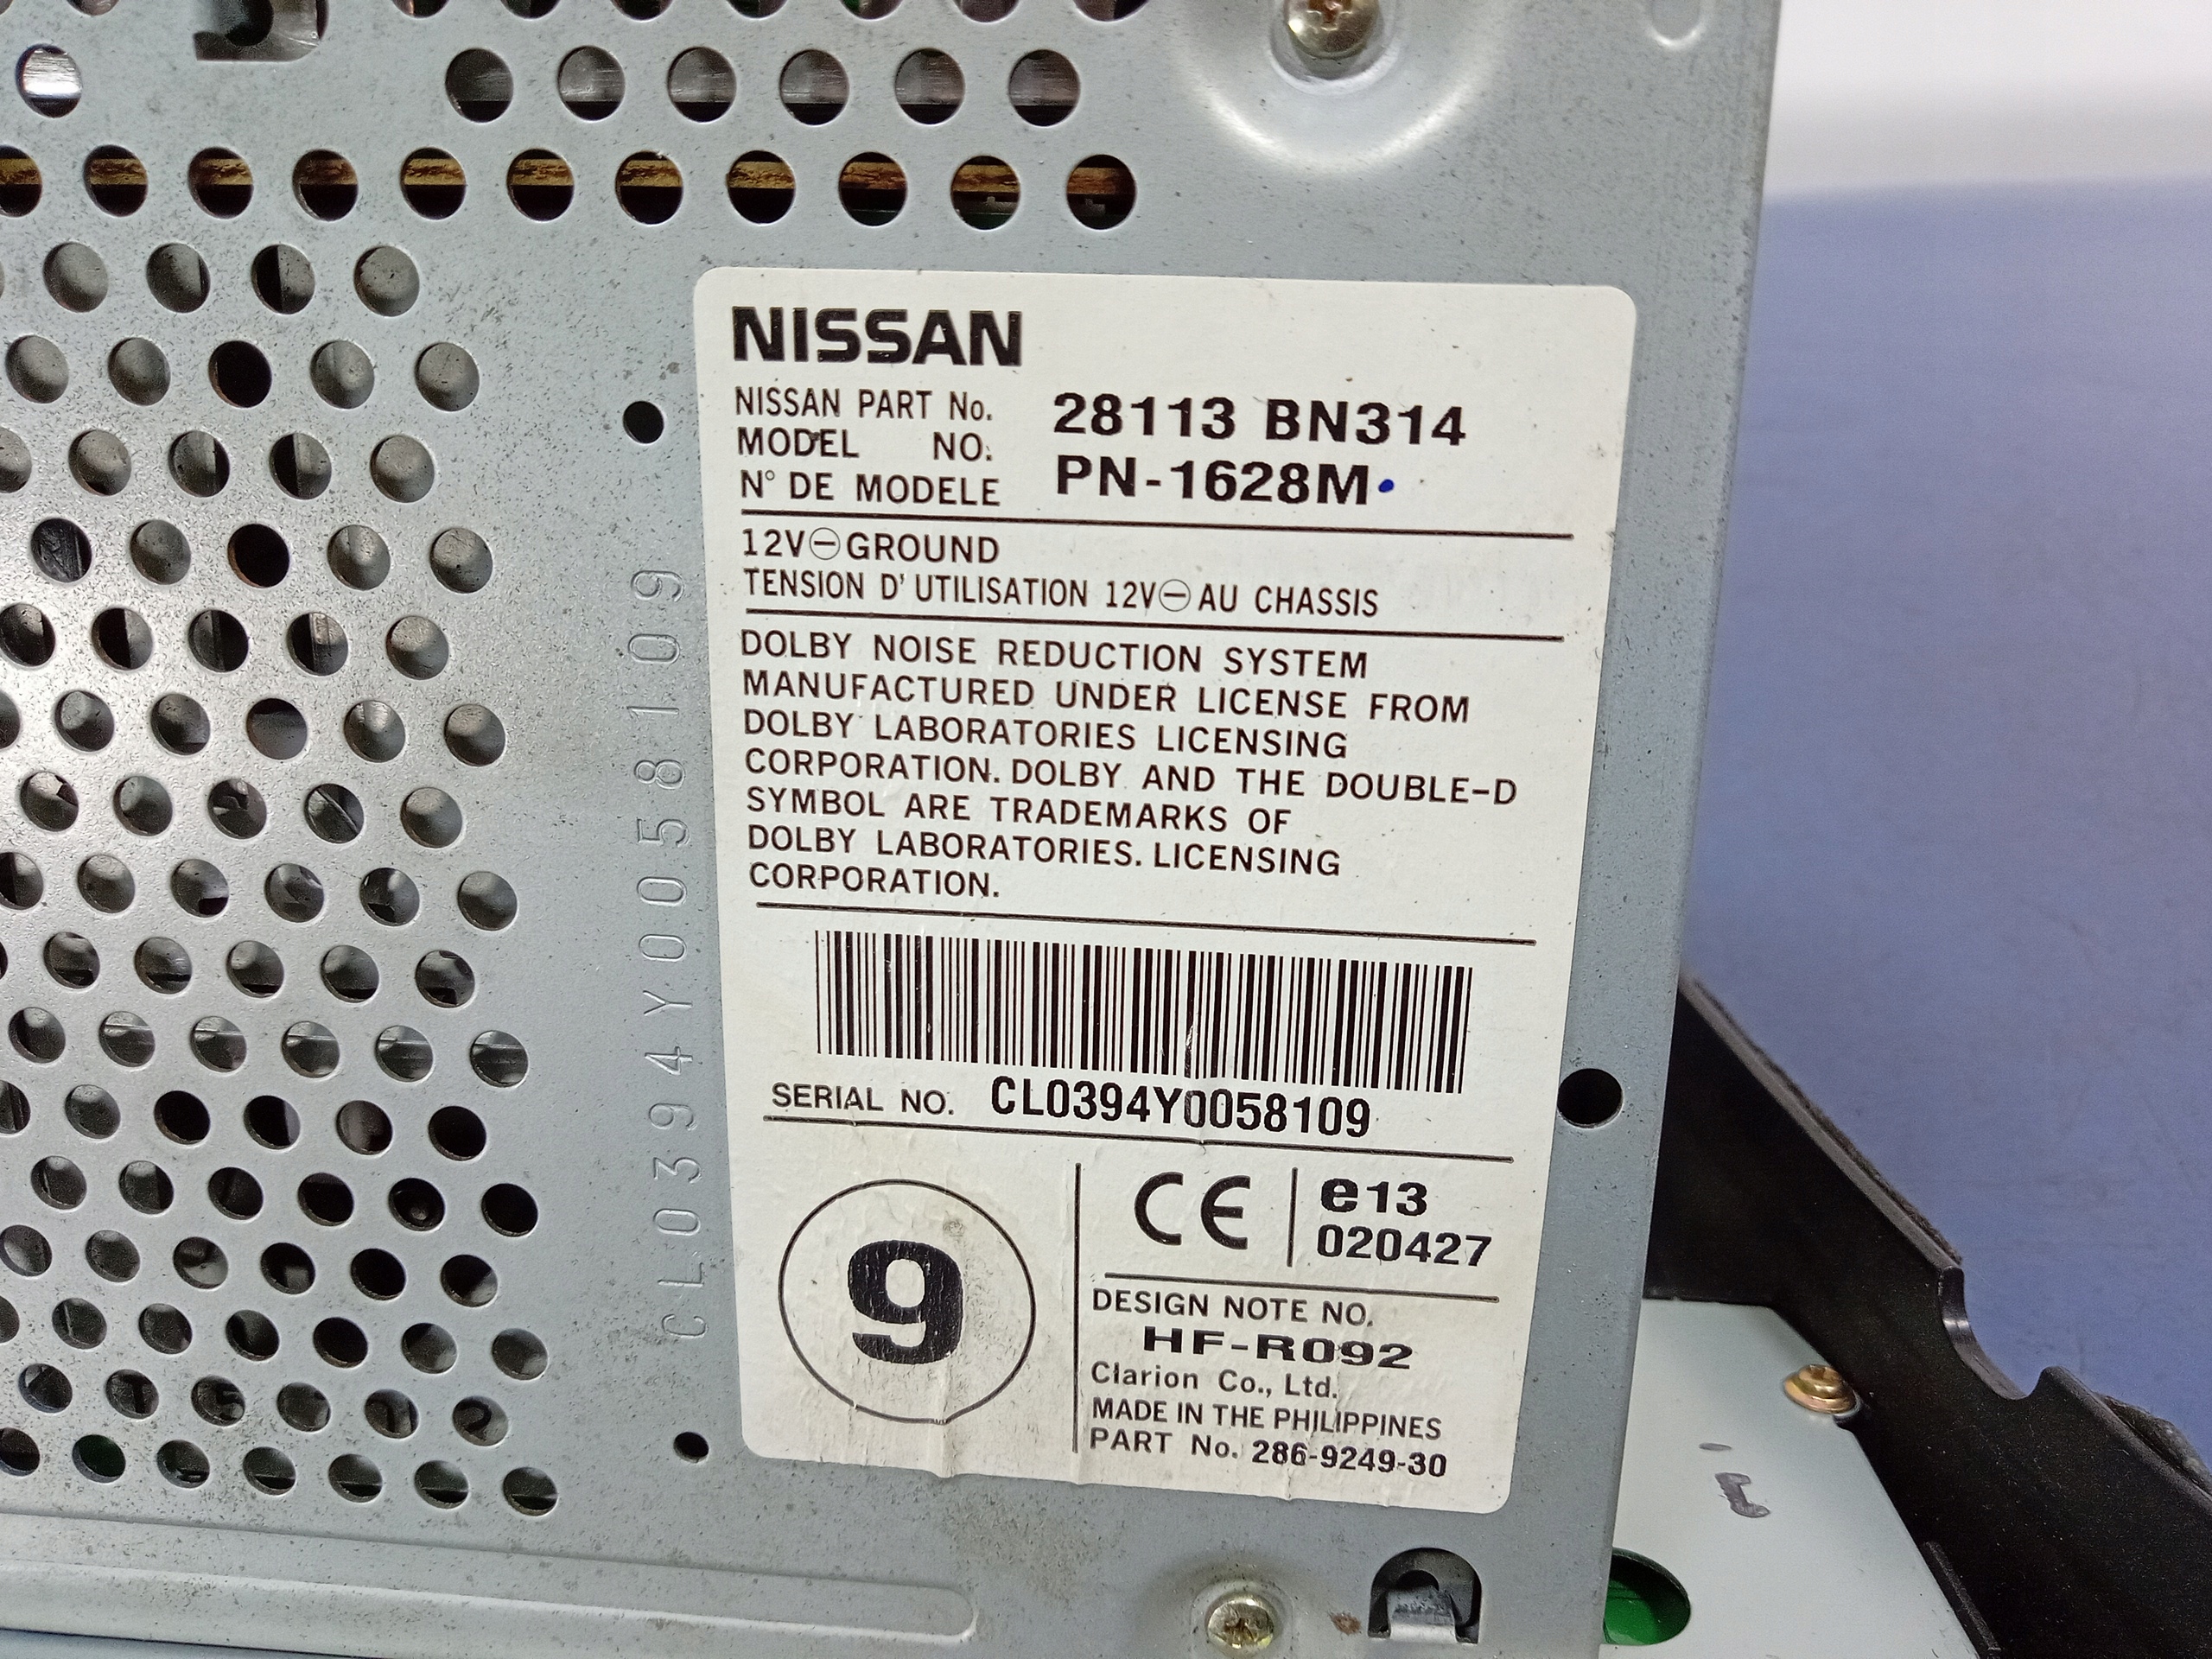 NISSAN
NISSAN PART No. 28113 BN314
MODEL NO. PN-1628M
N° DE MODELE
12V⊖GROUND
TENSION D'UTILISATION 12V⊖AU CHASSIS
DOLBY NOISE REDUCTION SYSTEM
MANUFACTURED UNDER LICENSE FROM
DOLBY LABORATORIES LICENSING
CORPORATION. DOLBY AND THE DOUBLE-D
SYMBOL ARE TRADEMARKS OF
DOLBY LABORATORIES. LICENSING
CORPORATION.
SERIAL NO. CL0394Y0058109
9
CE
e13
020427
DESIGN NOTE NO.
HF-R092
Clarion Co., Ltd.
MADE IN THE PHILIPPINES
PART No. 286-9249-30
CL0394Y0058109